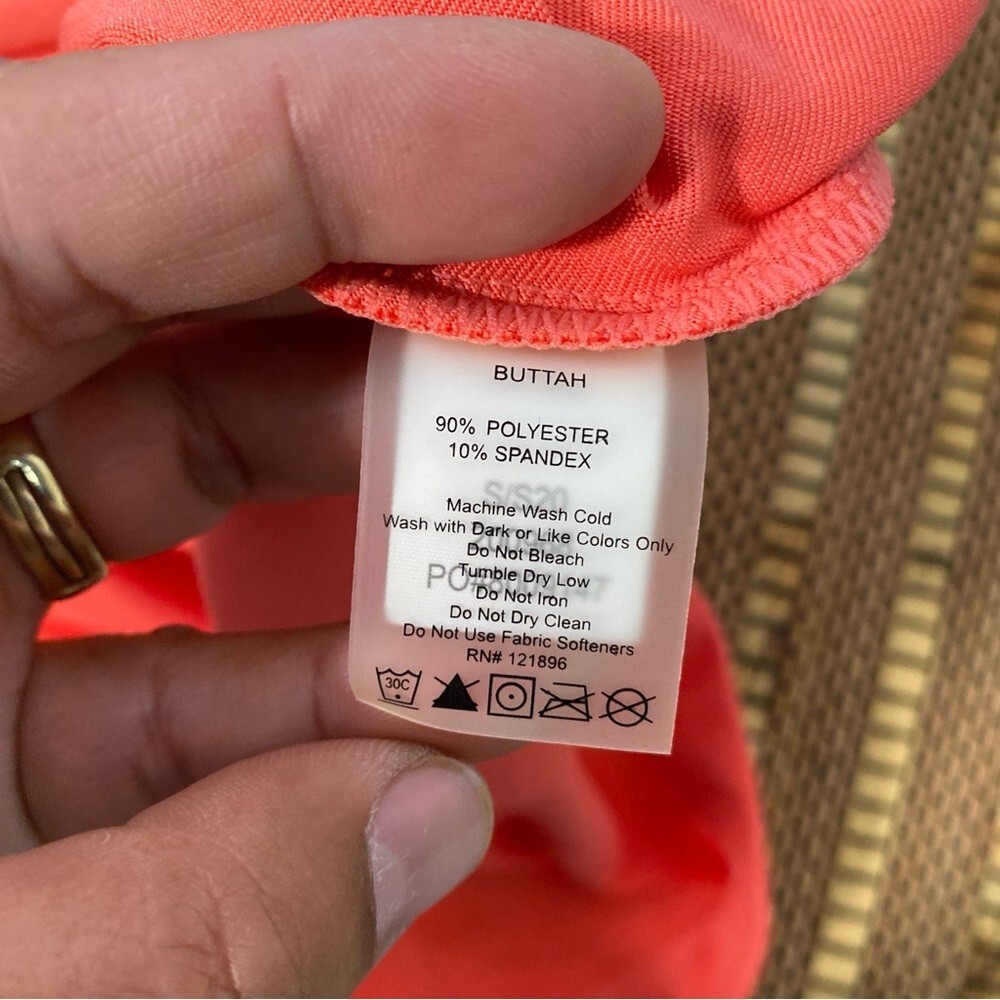 BUTTAH
90% POLYESTER
10% SPANDEX
S/S20
Machine Wash Cold
Wash with Dark or Like Colors Only
Do Not Bleach
Tumble Dry Low
Do Not Iron
Do Not Dry Clean
Do Not Use Fabric Softeners
RN# 121896
30C